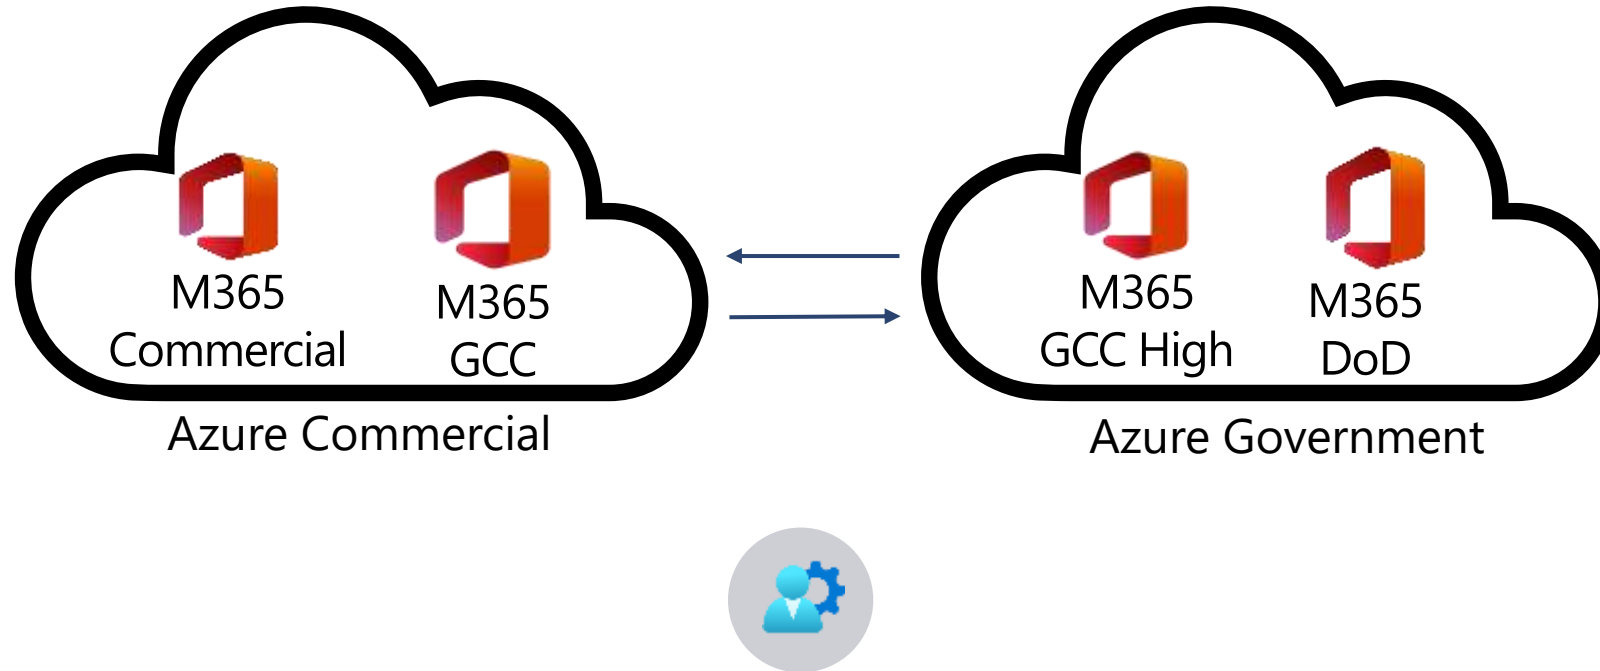 M365
Commercial
M365
GCC
Azure Commercial
M365
GCC High
M365
DoD
Azure Government